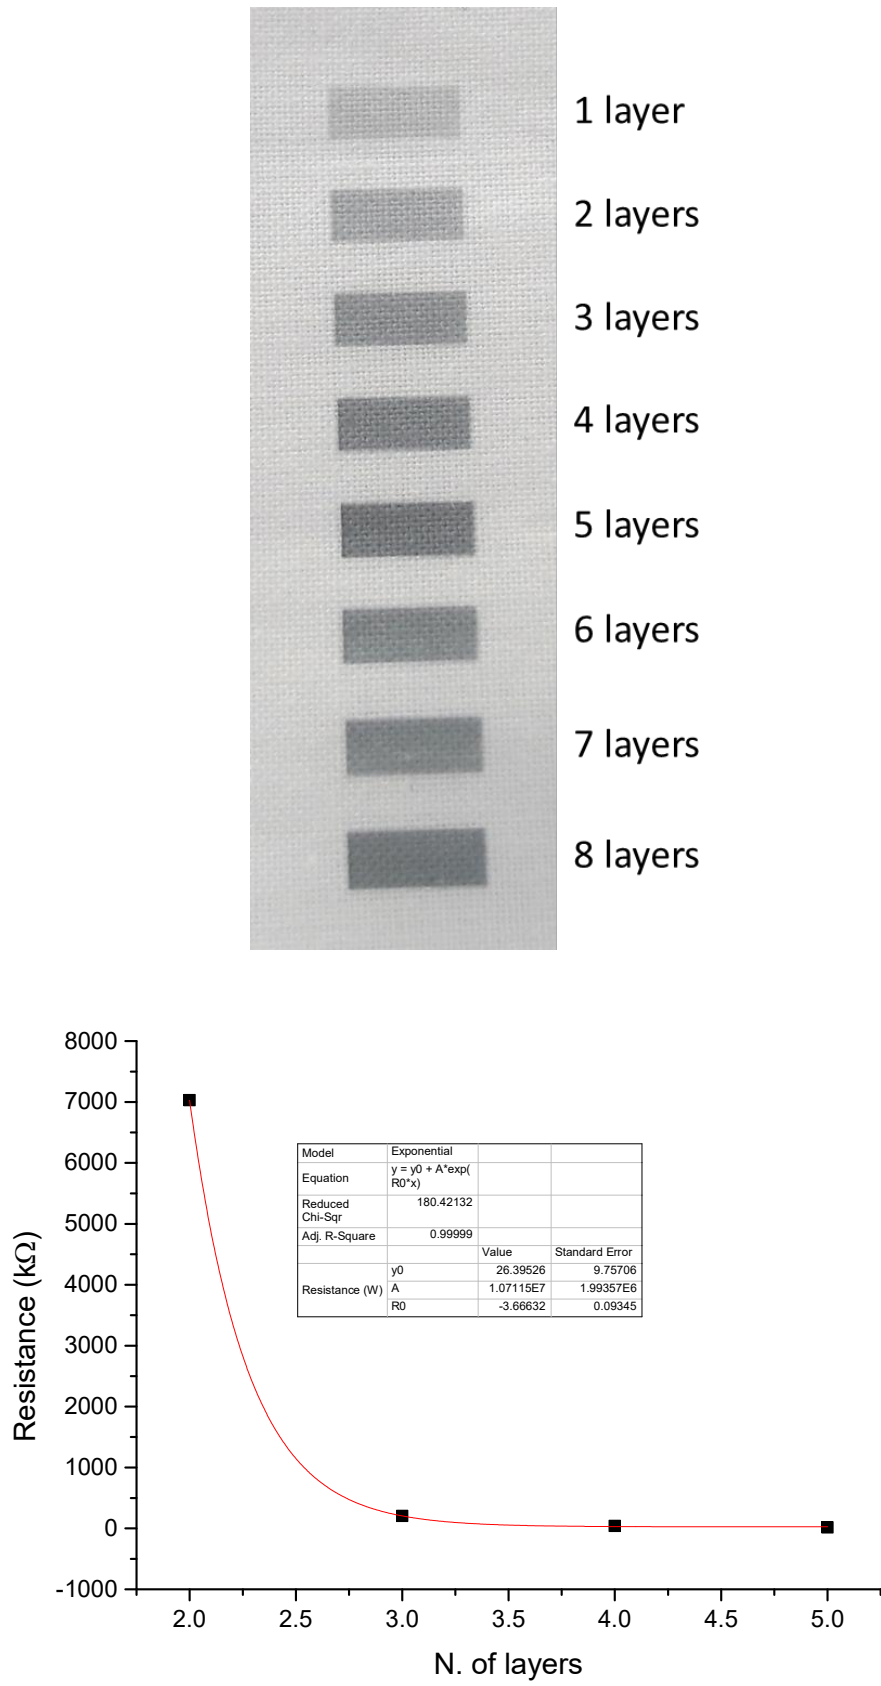 1 layer
2 layers
3 layers
4 layers
5 layers
6 layers
7 layers
8 layers
8000
7000
6000
5000
4000
3000
2000
1000
0
-1000
Resistance (kΩ)
Model Exponential
Equation y = y0 + A*exp(
R0*x)
Reduced
Chi-Sqr 180.42132
Adj. R-Square 0.99999
Value Standard Error
Resistance (W) y0 26.39526 9.75706
A 1.07115E7 1.99357E6
R0 -3.66632 0.09345
2.0 2.5 3.0 3.5 4.0 4.5 5.0
N. of layers